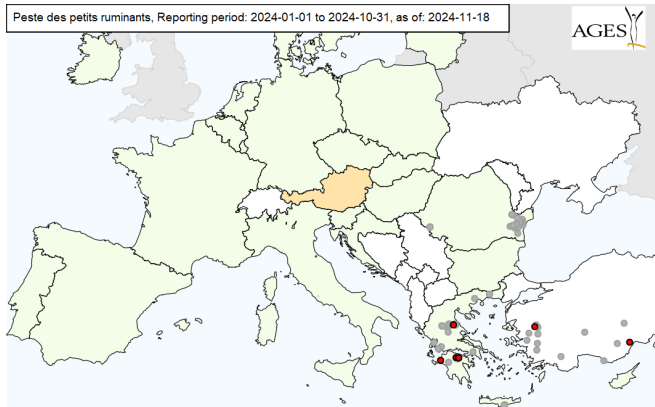 Peste des petits ruminants, Reporting period: 2024-01-01 to 2024-10-31, as of: 2024-11-18
AGES